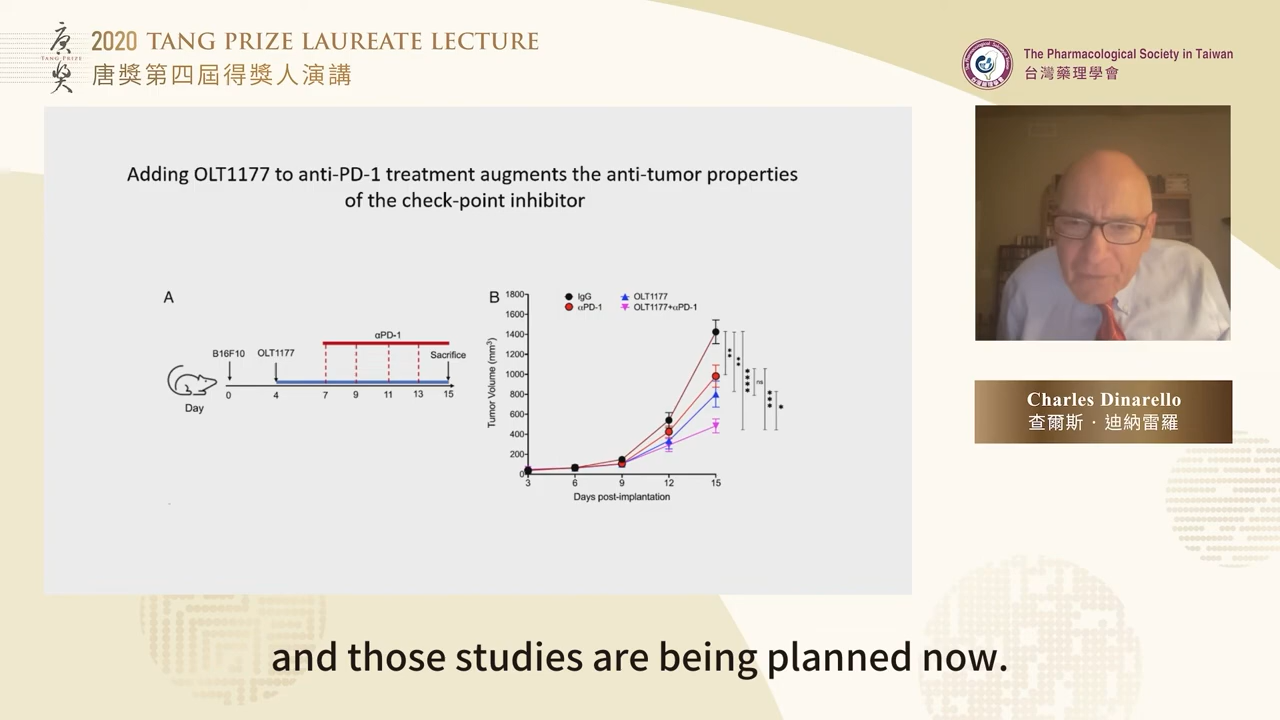 唐獎
TANG PRIZE
2020 TANG PRIZE LAUREATE LECTURE
唐獎第四屆得獎人演講
The Pharmacological Society in Taiwan
台灣藥理學會
Adding OLT1177 to anti-PD-1 treatment augments the anti-tumor properties
of the check-point inhibitor
A
αPD-1
B16F10
OLT1177
Sacrifice
Day
0 4 7 9 11 13 15
B
IgG
αPD-1
OLT1177
OLT1177+αPD-1
Tumor Volume (mm³)
1800
1600
1400
1200
1000
800
600
400
200
0
3 6 9 12 15
Days post-implantation
** ** **** ns *** *
Charles Dinarello
查爾斯・迪納雷羅
and those studies are being planned now.